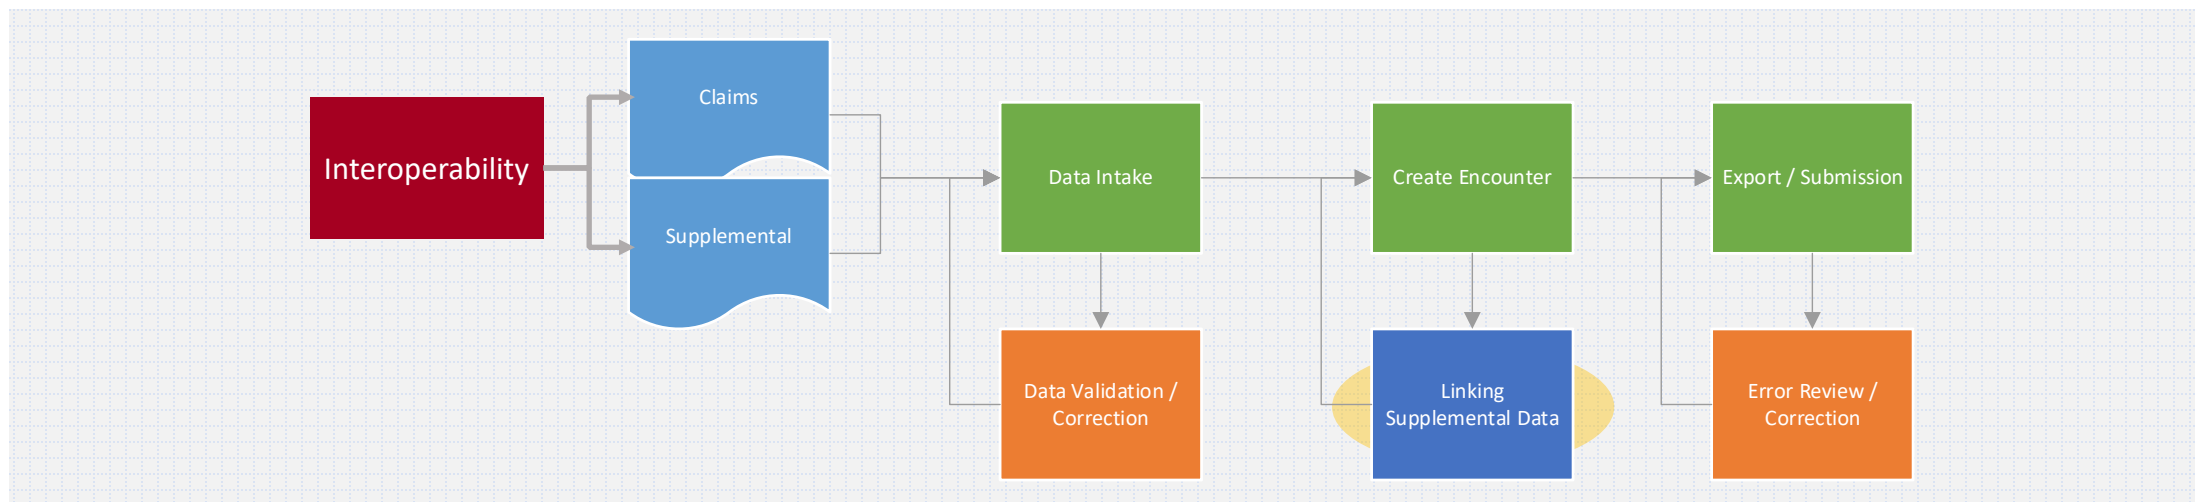 Interoperability
Claims
Supplemental
Data Intake
Create Encounter
Export / Submission
Data Validation /
Correction
Linking
Supplemental Data
Error Review /
Correction